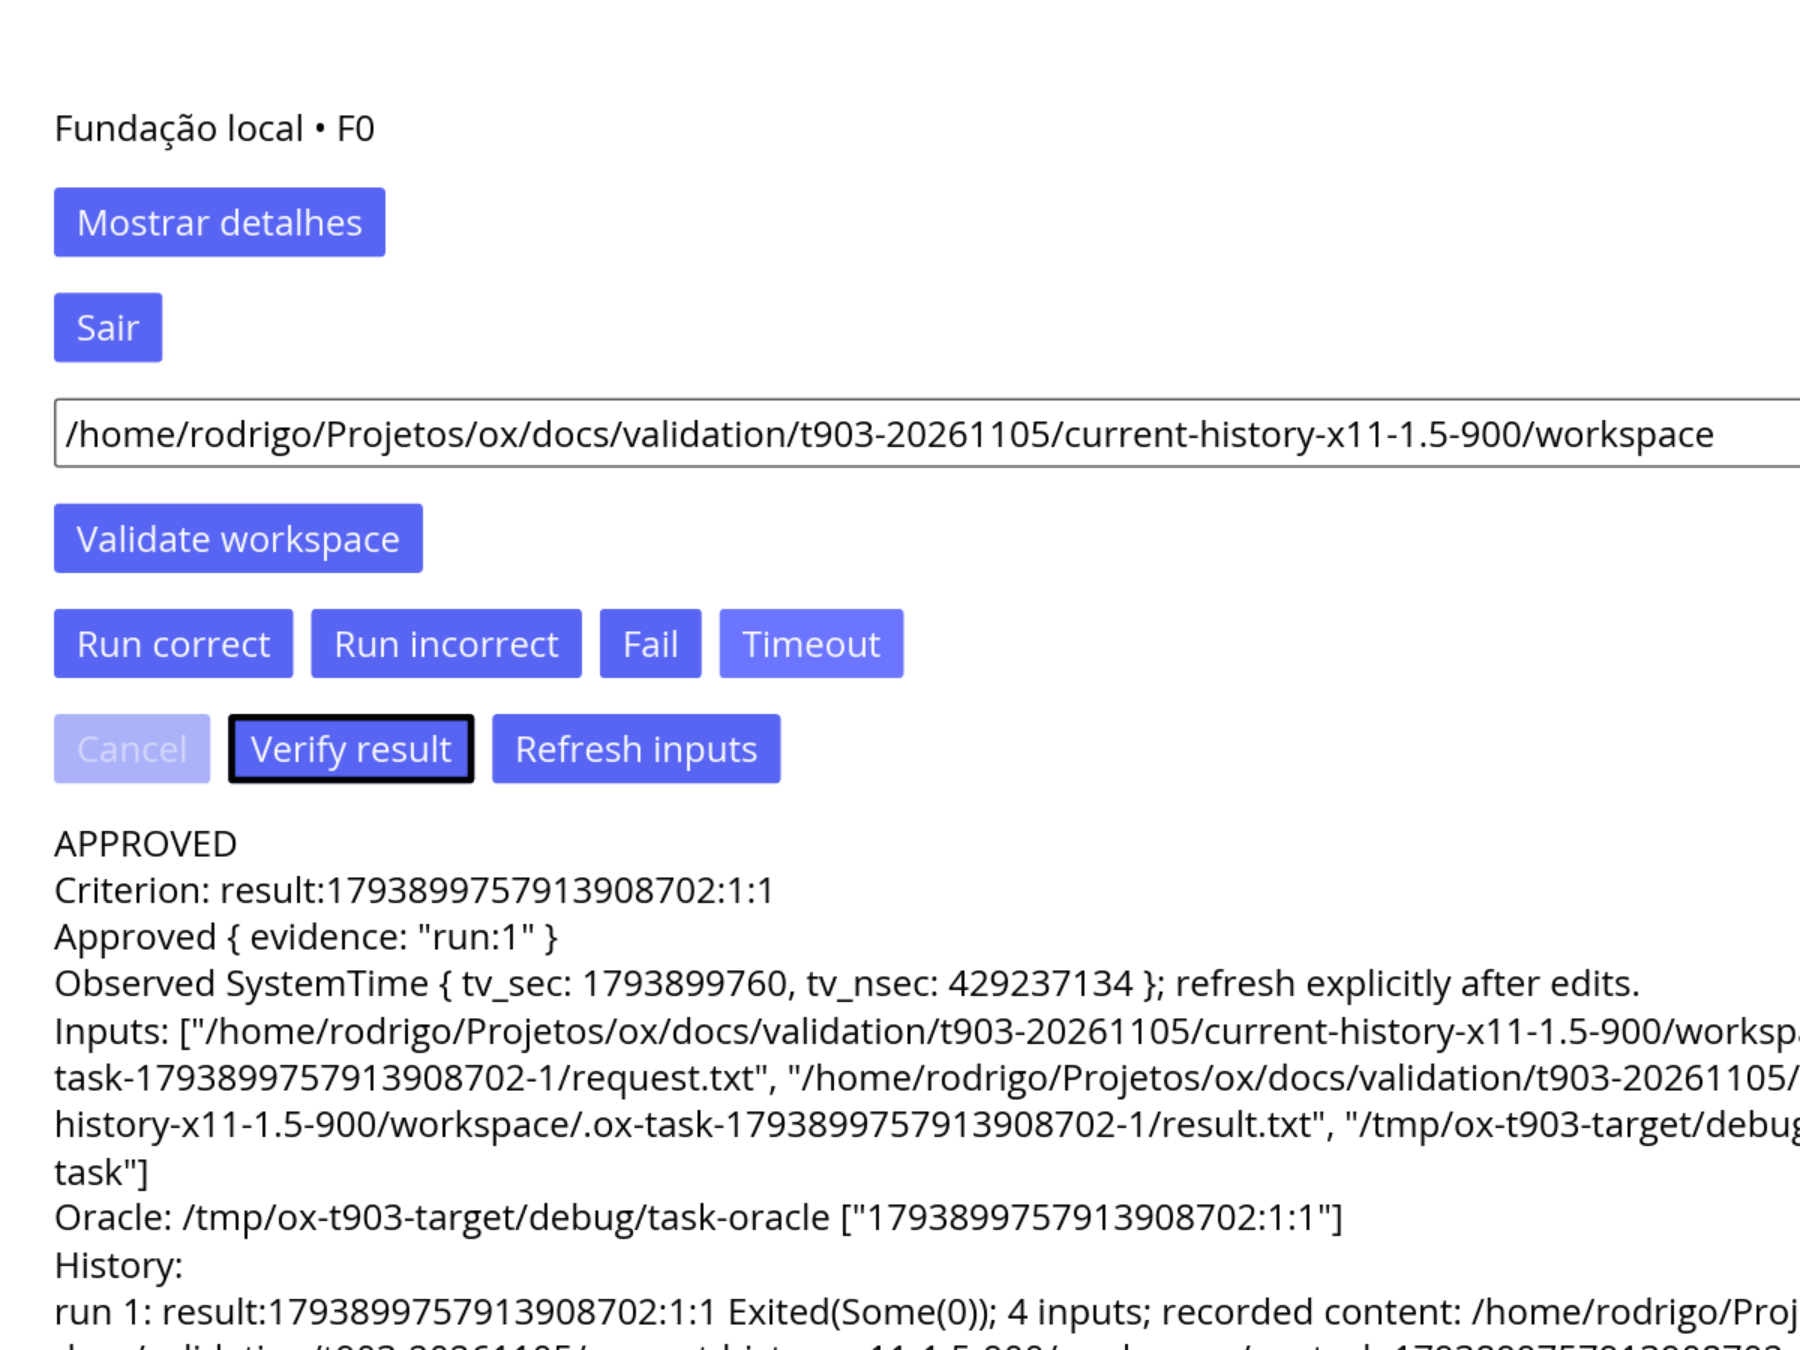 Fundação local • F0
Mostrar detalhes
Sair
/home/rodrigo/Projetos/ox/docs/validation/t903-20261105/current-history-x11-1.5-900/workspace
Validate workspace
Run correct Run incorrect Fail Timeout
Cancel Verify result Refresh inputs
APPROVED
Criterion: result:1793899757913908702:1:1
Approved { evidence: "run:1" }
Observed SystemTime { tv_sec: 1793899760, tv_nsec: 429237134 }; refresh explicitly after edits.
Inputs: ["/home/rodrigo/Projetos/ox/docs/validation/t903-20261105/current-history-x11-1.5-900/workspa
task-1793899757913908702-1/request.txt", "/home/rodrigo/Projetos/ox/docs/validation/t903-20261105/
history-x11-1.5-900/workspace/.ox-task-1793899757913908702-1/result.txt", "/tmp/ox-t903-target/debug
task"]
Oracle: /tmp/ox-t903-target/debug/task-oracle ["1793899757913908702:1:1"]
History:
run 1: result:1793899757913908702:1:1 Exited(Some(0)); 4 inputs; recorded content: /home/rodrigo/Proj